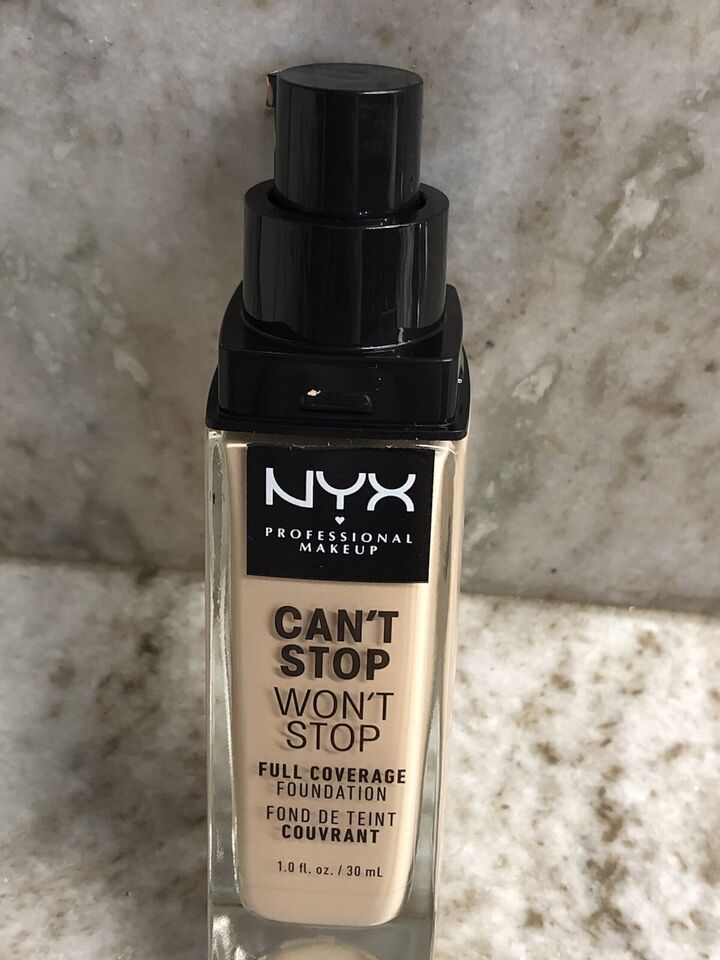 NYX
PROFESSIONAL
MAKEUP
CAN'T
STOP
WON'T
STOP
FULL COVERAGE
FOUNDATION
FOND DE TEINT
COUVRANT
1.0 fl. oz. / 30 mL